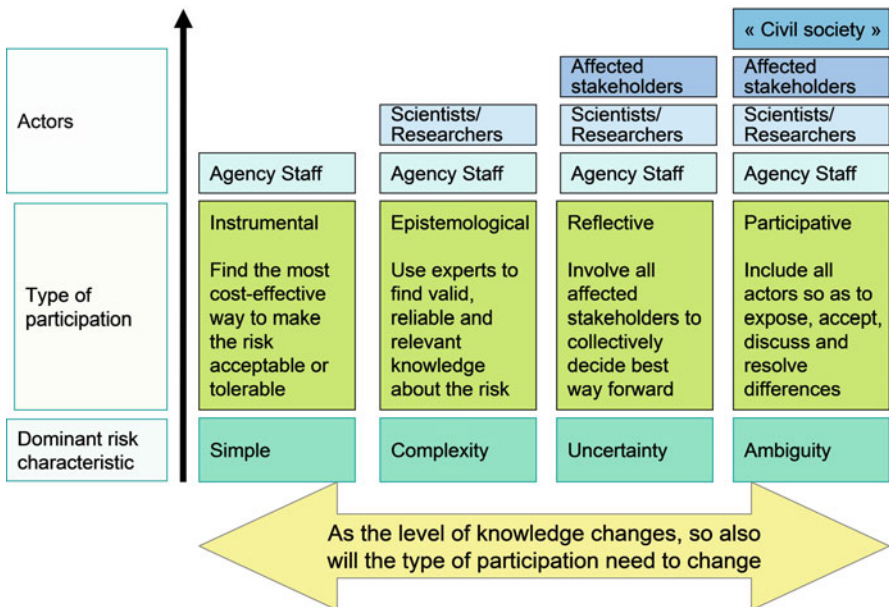 « Civil society »
Actors
Affected
stakeholders
Affected
stakeholders
Scientists/
Researchers
Scientists/
Researchers
Scientists/
Researchers
Agency Staff
Agency Staff
Agency Staff
Agency Staff
Type of
participation
Instrumental
Find the most
cost-effective
way to make
the risk
acceptable or
tolerable
Epistemological
Use experts to
find valid,
reliable and
relevant
knowledge
about the risk
Reflective
Involve all
affected
stakeholders to
collectively
decide best
way forward
Participative
Include all
actors so as to
expose, accept,
discuss and
resolve
differences
Dominant risk
characteristic
Simple
Complexity
Uncertainty
Ambiguity
As the level of knowledge changes, so also
will the type of participation need to change